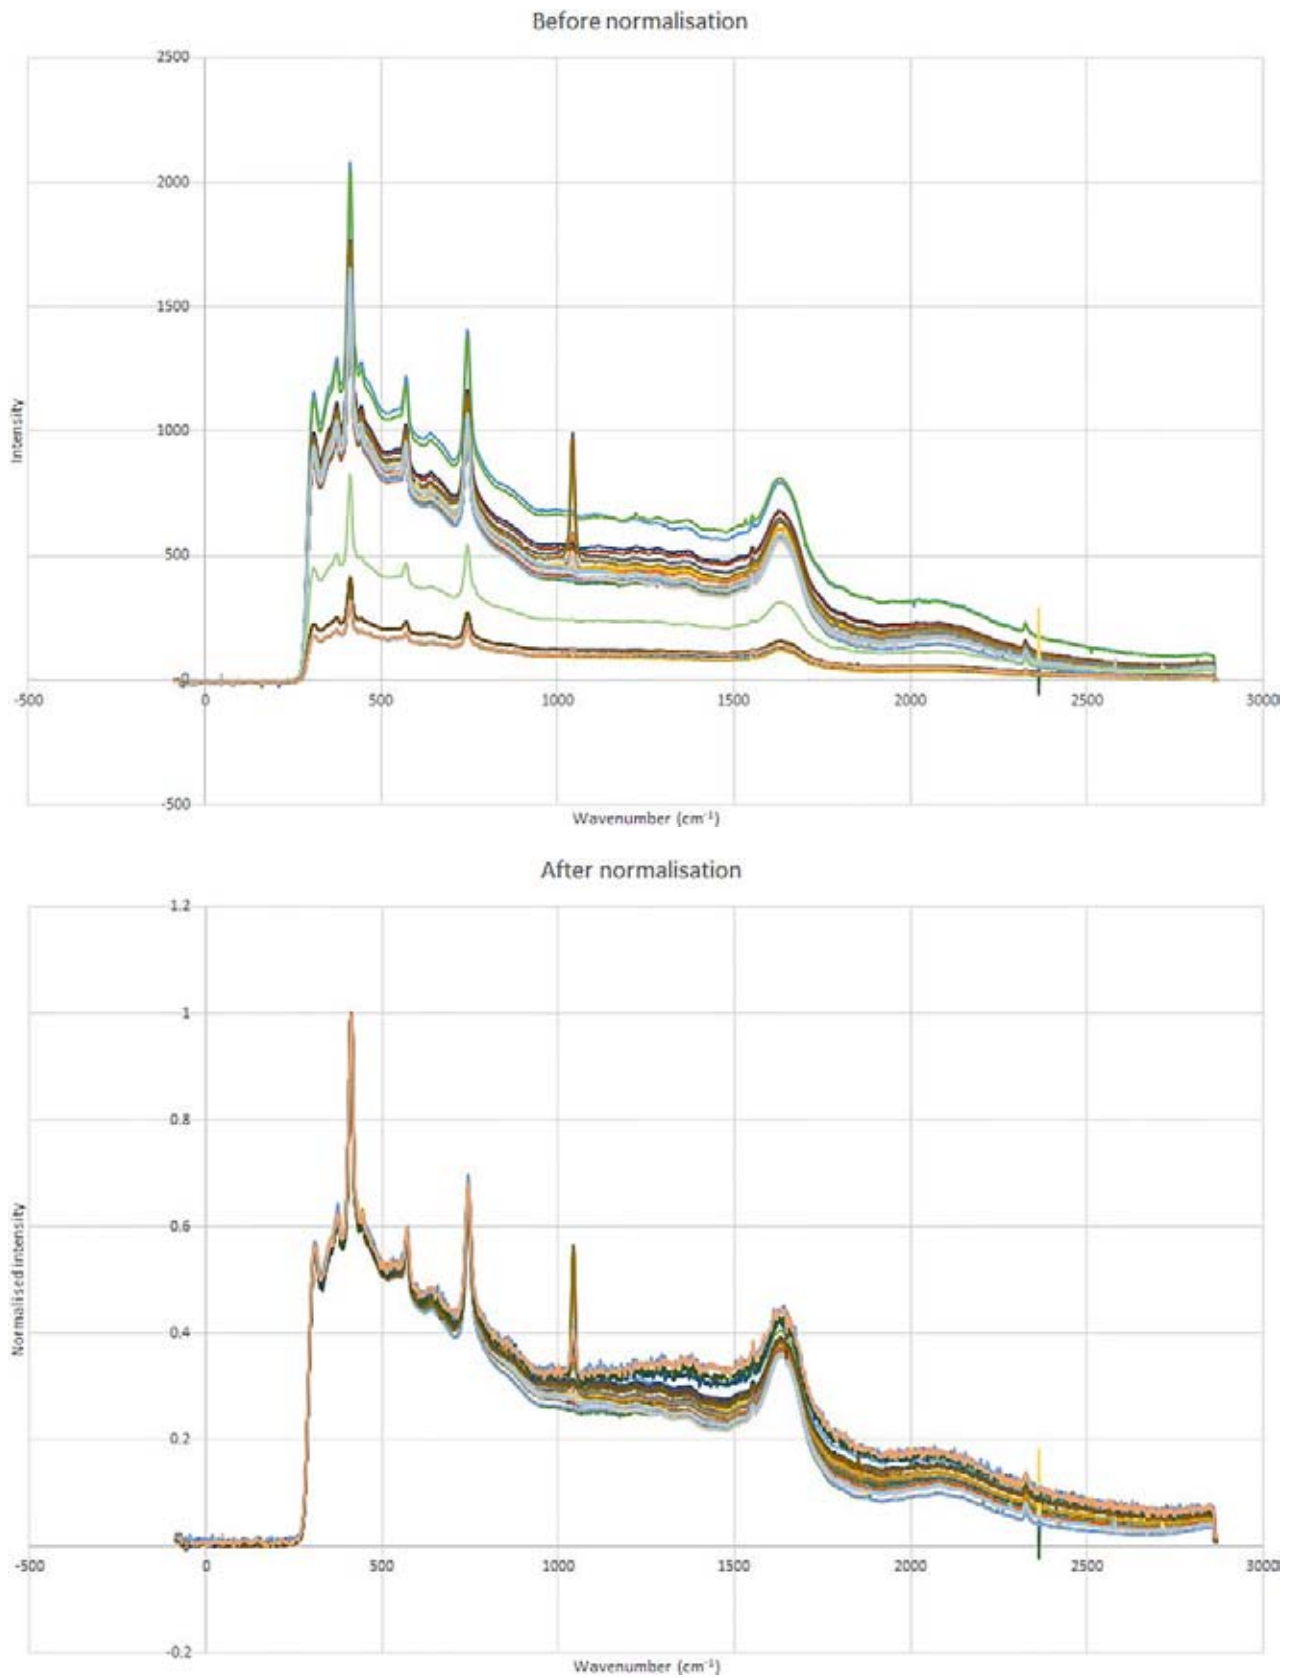 Before normalisation
2500
2000
1500
1000
500
0
-500 0 500 1000 1500 2000 2500 3000
-500
Intensity
Wavenumber (cm⁻¹)
After normalisation
1.2
1
0.8
0.6
0.4
0.2
-500 0 500 1000 1500 2000 2500 3000
-0.2
Normalised intensity
Wavenumber (cm⁻¹)